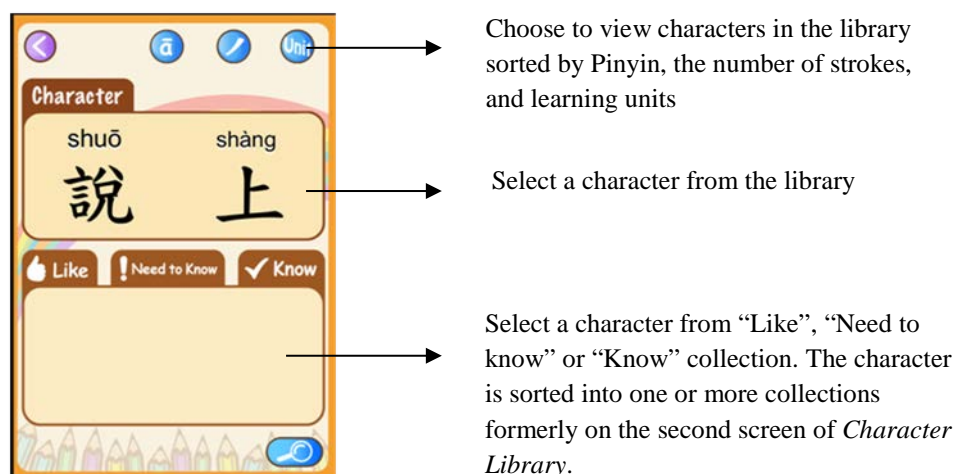 ā
Unit
Character
shuō shàng
說 上
Like Need to Know Know
Choose to view characters in the library
sorted by Pinyin, the number of strokes,
and learning units
Select a character from the library
Select a character from “Like”, “Need to
know” or “Know” collection. The character
is sorted into one or more collections
formerly on the second screen of Character
Library.